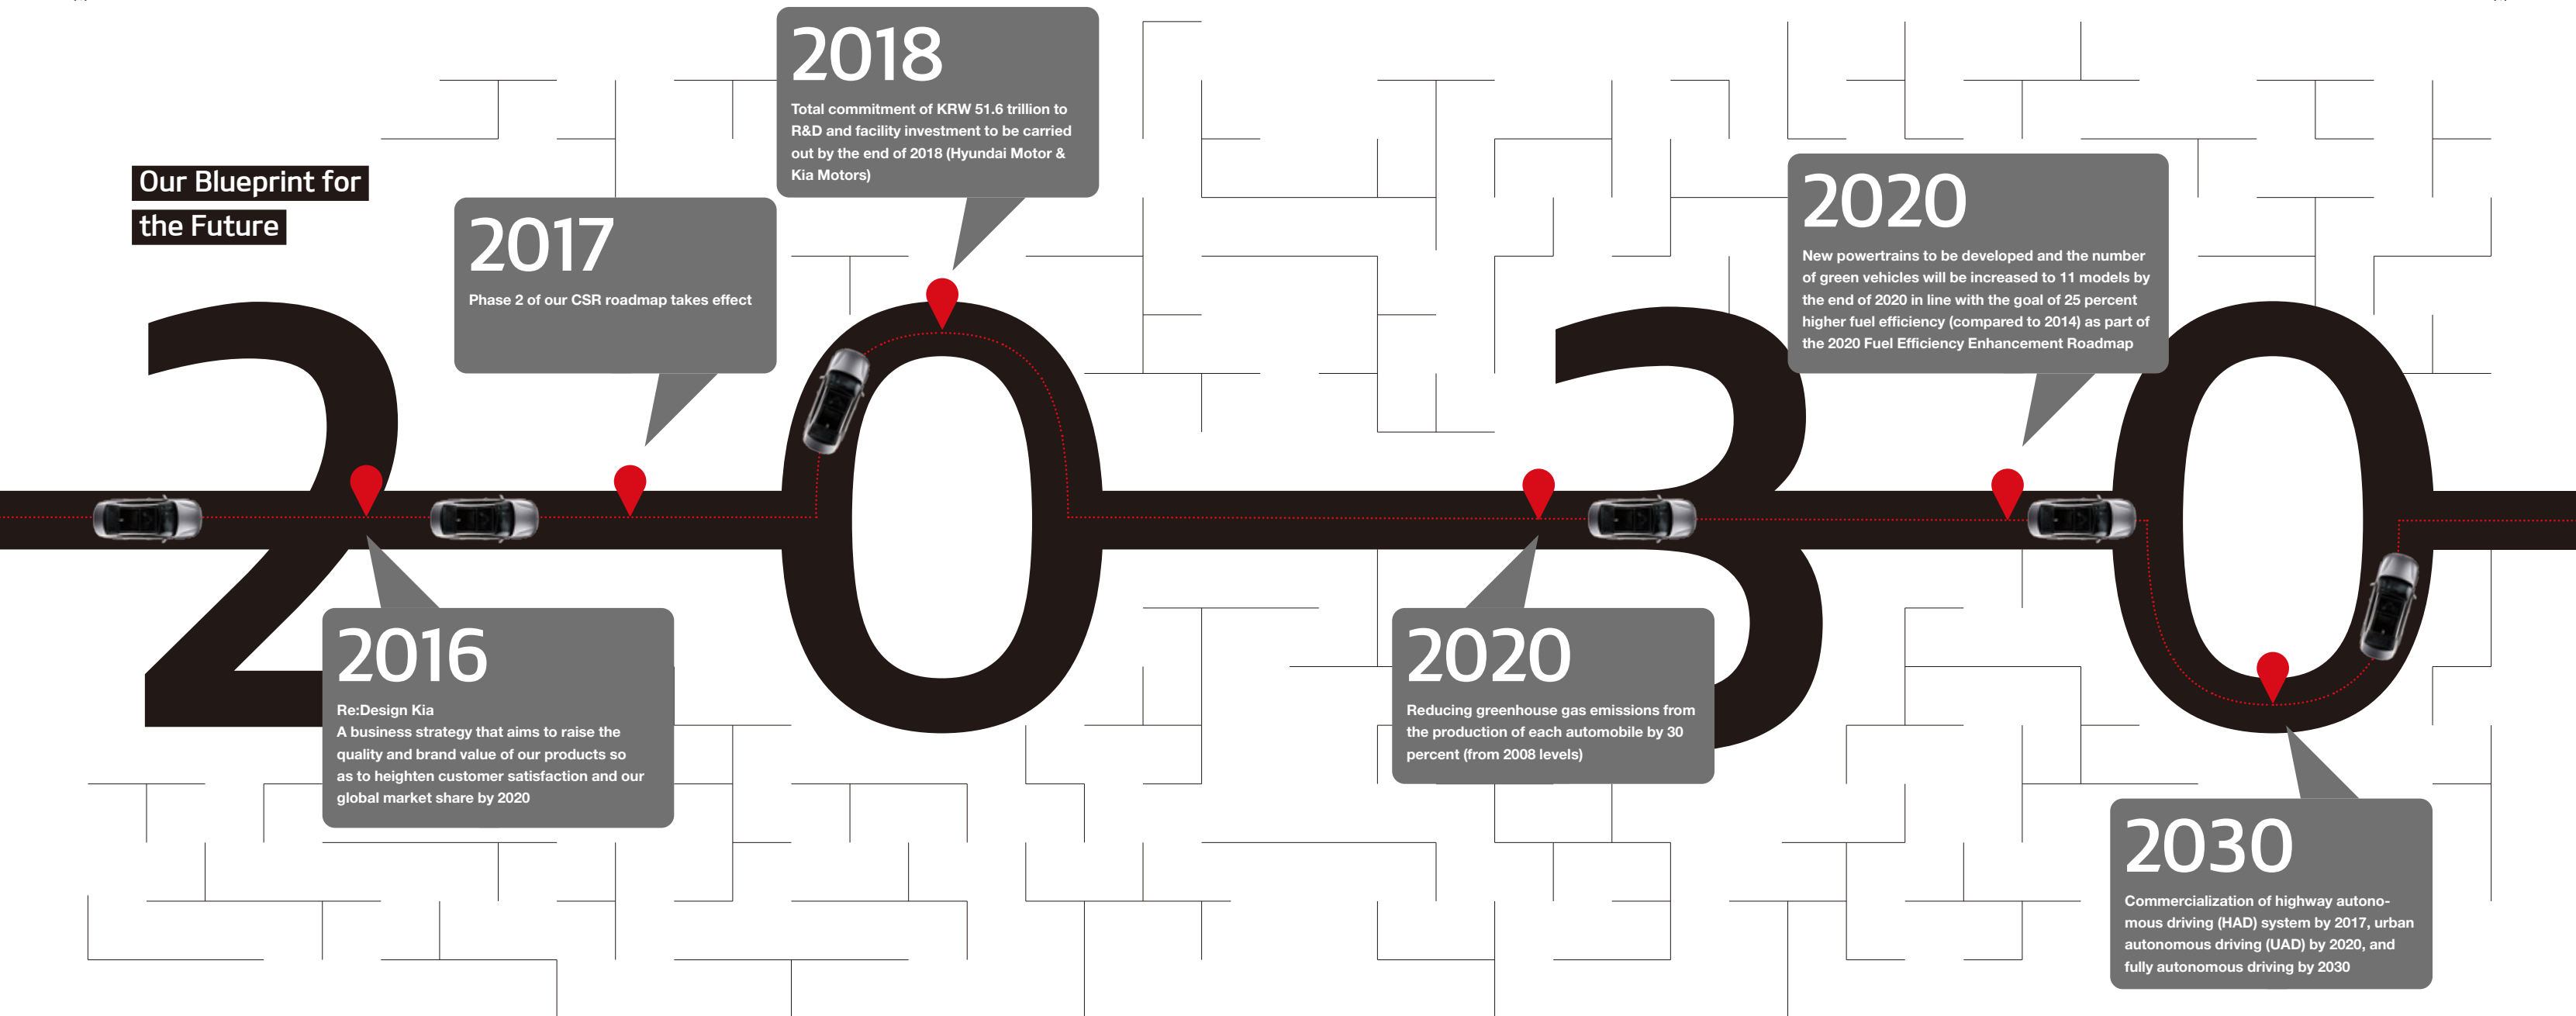 Our Blueprint for
the Future
2016
Re:Design Kia
A business strategy that aims to raise the
quality and brand value of our products so
as to heighten customer satisfaction and our
global market share by 2020
2017
Phase 2 of our CSR roadmap takes effect
2018
Total commitment of KRW 51.6 trillion to
R&D and facility investment to be carried
out by the end of 2018 (Hyundai Motor &
Kia Motors)
2020
Reducing greenhouse gas emissions from
the production of each automobile by 30
percent (from 2008 levels)
2020
New powertrains to be developed and the number
of green vehicles will be increased to 11 models by
the end of 2020 in line with the goal of 25 percent
higher fuel efficiency (compared to 2014) as part of
the 2020 Fuel Efficiency Enhancement Roadmap
2030
Commercialization of highway autono-
mous driving (HAD) system by 2017, urban
autonomous driving (UAD) by 2020, and
fully autonomous driving by 2030
2030